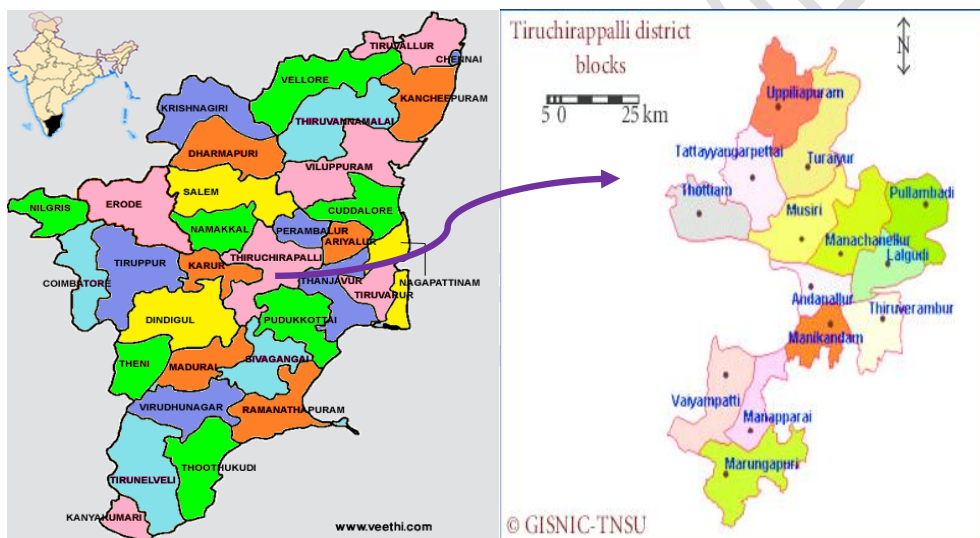 TIRUVALLUR
CHENNAI
VELLORE
KANCHEEPURAM
KRISHNAGIRI
THIRUVANNAMALAI
DHARMAPURI
VILUPPURAM
SALEM
NILGRIS
ERODE
CUDDALORE
NAMAKKAL
PERAMBALUR
ARIYALUR
TIRUPPUR
KARUR
THIRUCHIRAPALLI
COIMBATORE
THANJAVUR
NAGAPATTINAM
TIRUVARUR
DINDIGUL
PUDUKKOTTAI
THENI
MADURAI
SIVAGANGAI
VIRUDHUNAGAR
RAMANATHAPURAM
THOOTHUKUDI
TIRUNELVELI
KANYAKUMARI
www.veethi.com
Tiruchirappalli district
blocks
5 0 25 km
N
Uppiliapuram
Tattayyangarpettai
Turaiyur
Thottiam
Pullambadi
Musiri
Manachanellur
Lalgudi
Andanallur
Thiruverambur
Manikandam
Vaiyampatti
Manapparai
Marungapuri
© GISNIC-TNSU